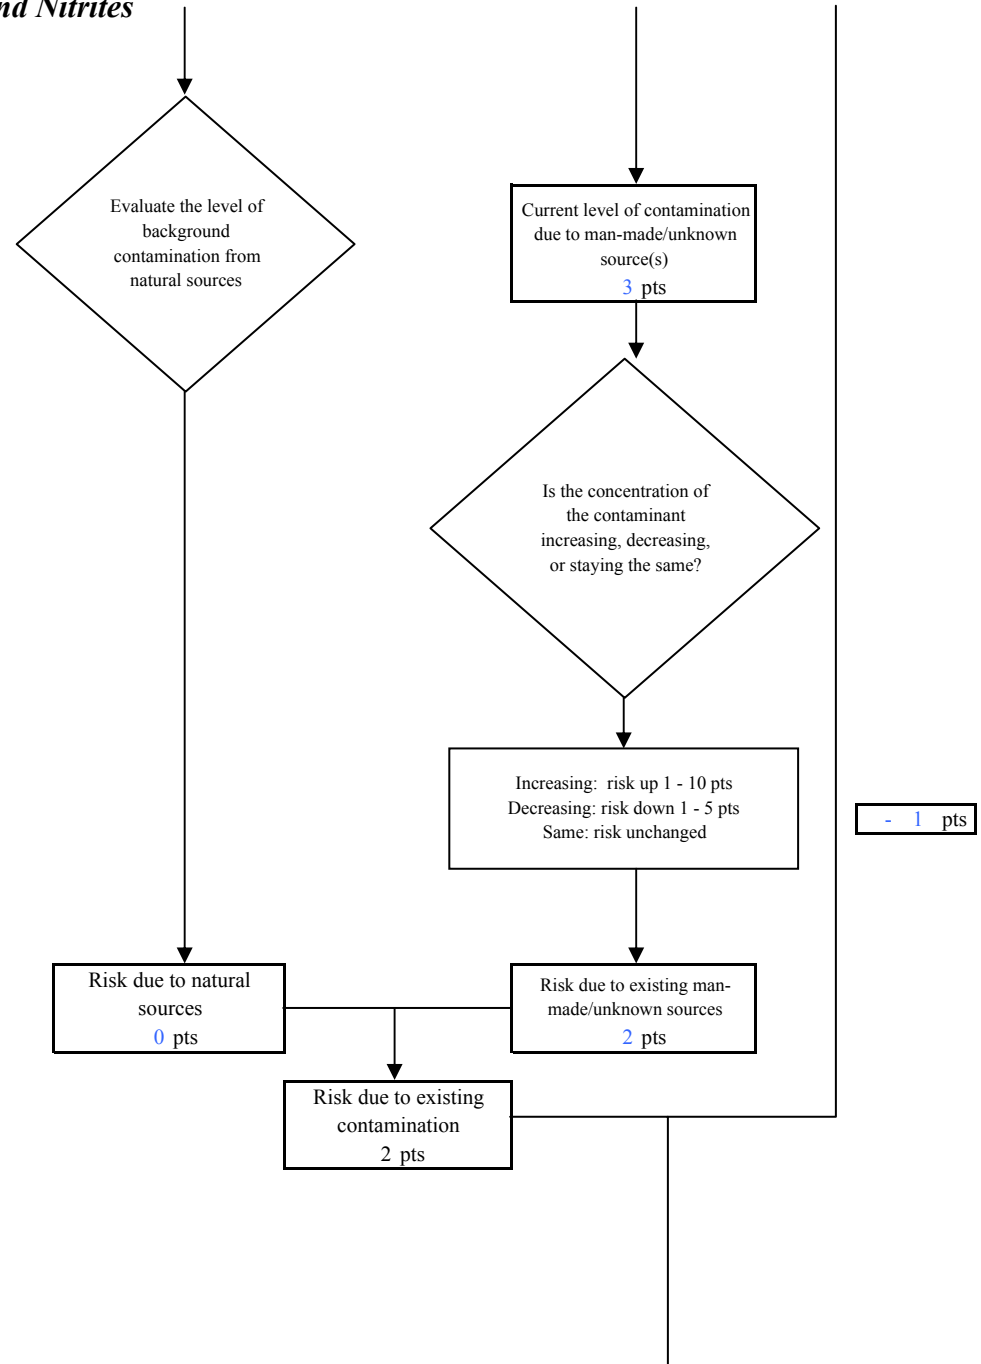 nd Nitrites
Evaluate the level of
background
contamination from
natural sources
Current level of contamination
due to man-made/unknown
source(s)
3 pts
Is the concentration of
the contaminant
increasing, decreasing,
or staying the same?
Increasing: risk up 1 - 10 pts
Decreasing: risk down 1 - 5 pts
Same: risk unchanged
- 1 pts
Risk due to natural
sources
0 pts
Risk due to existing man-
made/unknown sources
2 pts
Risk due to existing
contamination
2 pts